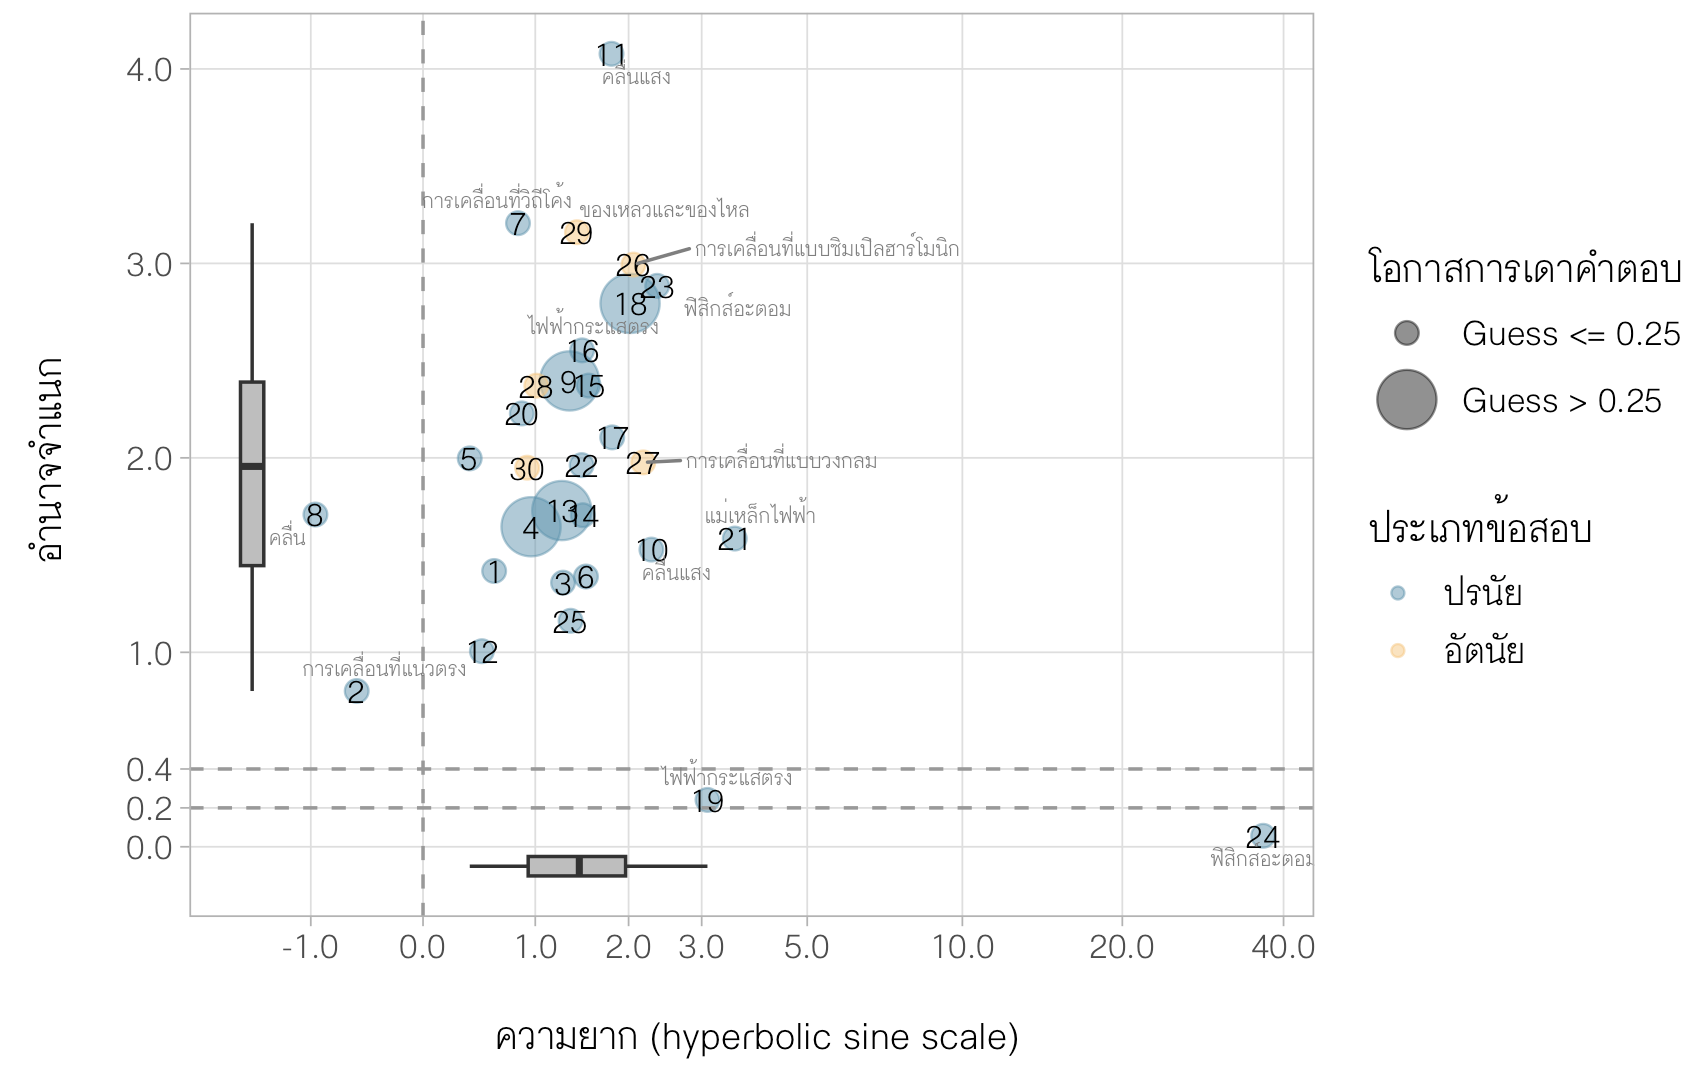 4.0
3.0
2.0
1.0
0.4
0.2
0.0
อำนาจจำแนก
11
คลื่นแสง
การเคลื่อนที่วิถีโค้ง
7
ของเหลวและของไหล
29
การเคลื่อนที่แบบซิมเปิลฮาร์โมนิก
26
23
18
ฟิสิกส์อะตอม
ไฟฟ้ากระแสตรง
16
9
15
28
20
17
5
30
22
27
การเคลื่อนที่แบบวงกลม
8
คลื่น
13
14
4
แม่เหล็กไฟฟ้า
21
10
คลื่นแสง
1
3
6
25
12
การเคลื่อนที่แนวตรง
2
ไฟฟ้ากระแสตรง
19
24
ฟิสิกส์อะตอม
-1.0 0.0 1.0 2.0 3.0 5.0 10.0 20.0 40.0
ความยาก (hyperbolic sine scale)
โอกาสการเดาคำตอบ
Guess <= 0.25
Guess > 0.25
ประเภทข้อสอบ
ปรนัย
อัตนัย